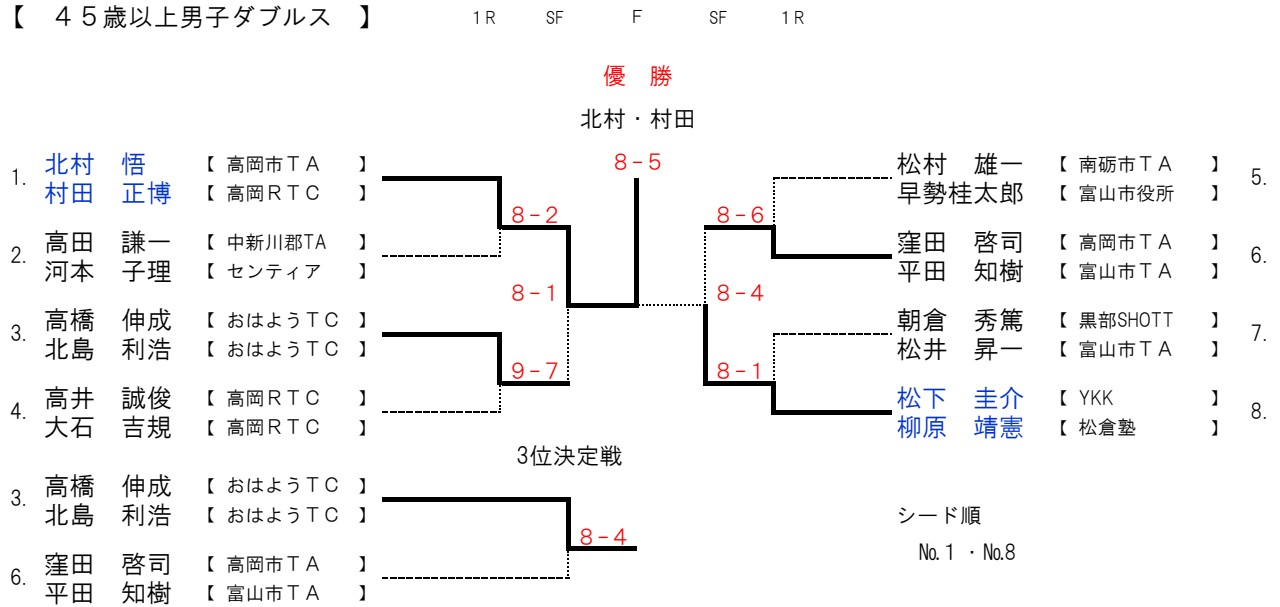 【　４５歳以上男子ダブルス　】　1R　SF　F　SF　1R
優　勝
北村・村田
8-5
1. 北村　悟 【 高岡市ＴＡ 】
村田　正博 【 高岡ＲＴＣ 】
8-2
2. 高田　謙一 【 中新川郡TA 】
河本　子理 【 センティア 】
8-1
3. 高橋　伸成 【 おはようＴＣ 】
北島　利浩 【 おはようＴＣ 】
9-7
4. 高井　誠俊 【 高岡ＲＴＣ 】
大石　吉規 【 高岡ＲＴＣ 】
松村　雄一 【 南砺市ＴＡ 】 5.
早勢桂太郎 【 富山市役所 】
8-6
窪田　啓司 【 高岡市ＴＡ 】 6.
平田　知樹 【 富山市ＴＡ 】
8-4
朝倉　秀篤 【 黒部SHOTT 】 7.
松井　昇一 【 富山市ＴＡ 】
8-1
松下　圭介 【 YKK 】 8.
柳原　靖憲 【 松倉塾 】
3位決定戦
3. 高橋　伸成 【 おはようＴＣ 】
北島　利浩 【 おはようＴＣ 】
8-4
6. 窪田　啓司 【 高岡市ＴＡ 】
平田　知樹 【 富山市ＴＡ 】
シード順
№1 ・№8